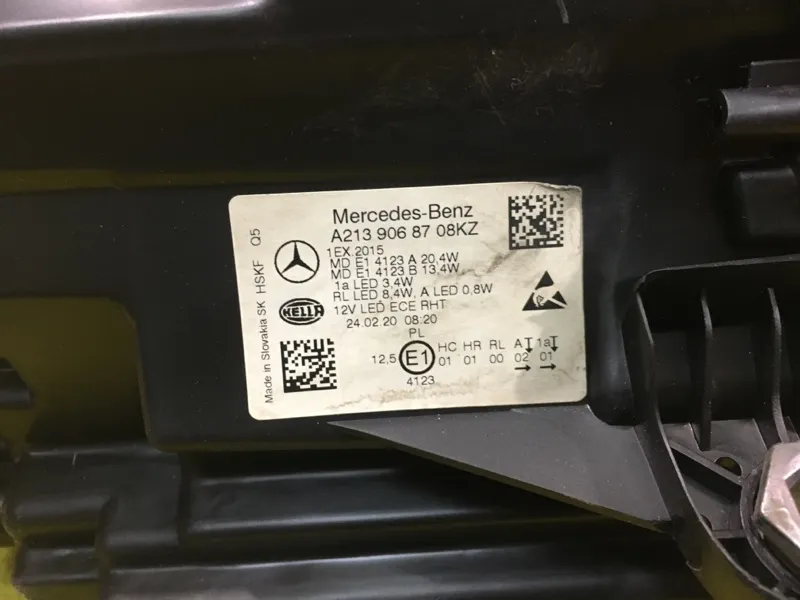 Mercedes-Benz
A213 906 87 08KZ
1EX.2015
MD E1 4123 A 20,4W
MD E1 4123 B 13,4W
1a LED 3.4W
RL LED 8,4W, A LED 0,8W
12V LED ECE RHT
24.02.20 08:20
PL
HC HR RL A 1a
12,5 E1 01 01 00 02 01
4123
HELLA
Made in Slovakia SK HSKF Q5